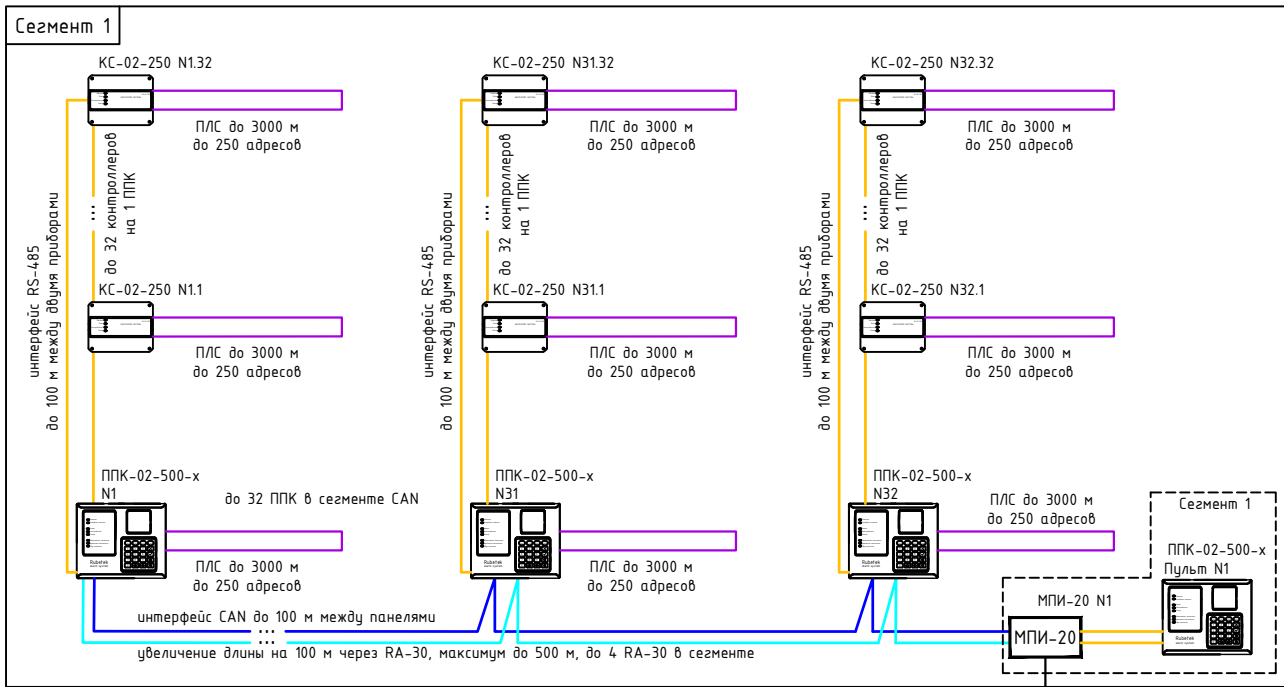 Сегмент 1
КС-02-250 N1.32
ПЛС до 3000 м
до 250 адресов
интерфейс RS-485
до 100 м между двумя приборами
до 32 контроллеров
на 1 ППК
КС-02-250 N1.1
ПЛС до 3000 м
до 250 адресов
ППК-02-500-х
N1
до 32 ППК в сегменте CAN
Rubetek
ПЛС до 3000 м
до 250 адресов
КС-02-250 N31.32
ПЛС до 3000 м
до 250 адресов
интерфейс RS-485
до 100 м между двумя приборами
до 32 контроллеров
на 1 ППК
КС-02-250 N31.1
ПЛС до 3000 м
до 250 адресов
ППК-02-500-х
N31
Rubetek
ПЛС до 3000 м
до 250 адресов
КС-02-250 N32.32
ПЛС до 3000 м
до 250 адресов
интерфейс RS-485
до 100 м между двумя приборами
до 32 контроллеров
на 1 ППК
КС-02-250 N32.1
ПЛС до 3000 м
до 250 адресов
ППК-02-500-х
N32
Rubetek
ПЛС до 3000 м
до 250 адресов
Сегмент 1
ППК-02-500-х
Пульт N1
Rubetek
МПИ-20 N1
МПИ-20
интерфейс CAN до 100 м между панелями
увеличение длины на 100 м через RA-30, максимум до 500 м, до 4 RA-30 в сегменте